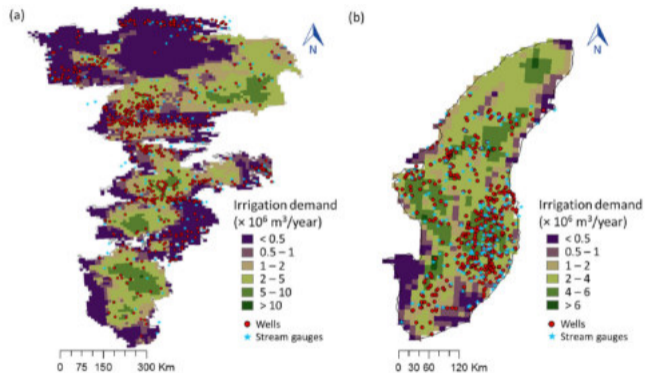 (a)
N
Irrigation demand
(× 10⁶ m³/year)
< 0.5
0.5 – 1
1 – 2
2 – 5
5 – 10
> 10
Wells
Stream gauges
0 75 150 300 Km
(b)
N
Irrigation demand
(× 10⁶ m³/year)
< 0.5
0.5 – 1
1 – 2
2 – 4
4 – 6
> 6
Wells
Stream gauges
0 30 60 120 Km